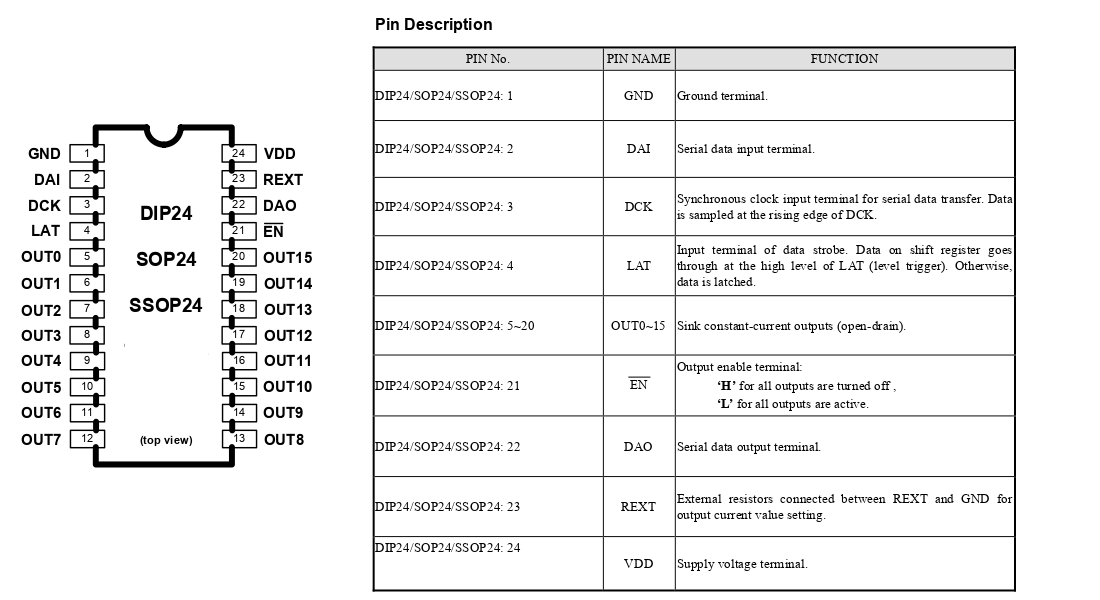 Pin Description
PIN No. PIN NAME FUNCTION
DIP24/SOP24/SSOP24: 1 GND Ground terminal.
DIP24/SOP24/SSOP24: 2 DAI Serial data input terminal.
DIP24/SOP24/SSOP24: 3 DCK Synchronous clock input terminal for serial data transfer. Data
is sampled at the rising edge of DCK.
DIP24/SOP24/SSOP24: 4 LAT Input terminal of data strobe. Data on shift register goes
through at the high level of LAT (level trigger). Otherwise,
data is latched.
DIP24/SOP24/SSOP24: 5~20 OUT0~15 Sink constant-current outputs (open-drain).
DIP24/SOP24/SSOP24: 21 EN Output enable terminal:
‘H’ for all outputs are turned off ,
‘L’ for all outputs are active.
DIP24/SOP24/SSOP24: 22 DAO Serial data output terminal.
DIP24/SOP24/SSOP24: 23 REXT External resistors connected between REXT and GND for
output current value setting.
DIP24/SOP24/SSOP24: 24 VDD Supply voltage terminal.
GND 1 24 VDD
DAI 2 23 REXT
DCK 3 DIP24 22 DAO
LAT 4 21 EN
OUT0 5 SOP24 20 OUT15
OUT1 6 19 OUT14
OUT2 7 SSOP24 18 OUT13
OUT3 8 17 OUT12
OUT4 9 16 OUT11
OUT5 10 15 OUT10
OUT6 11 14 OUT9
OUT7 12 (top view) 13 OUT8